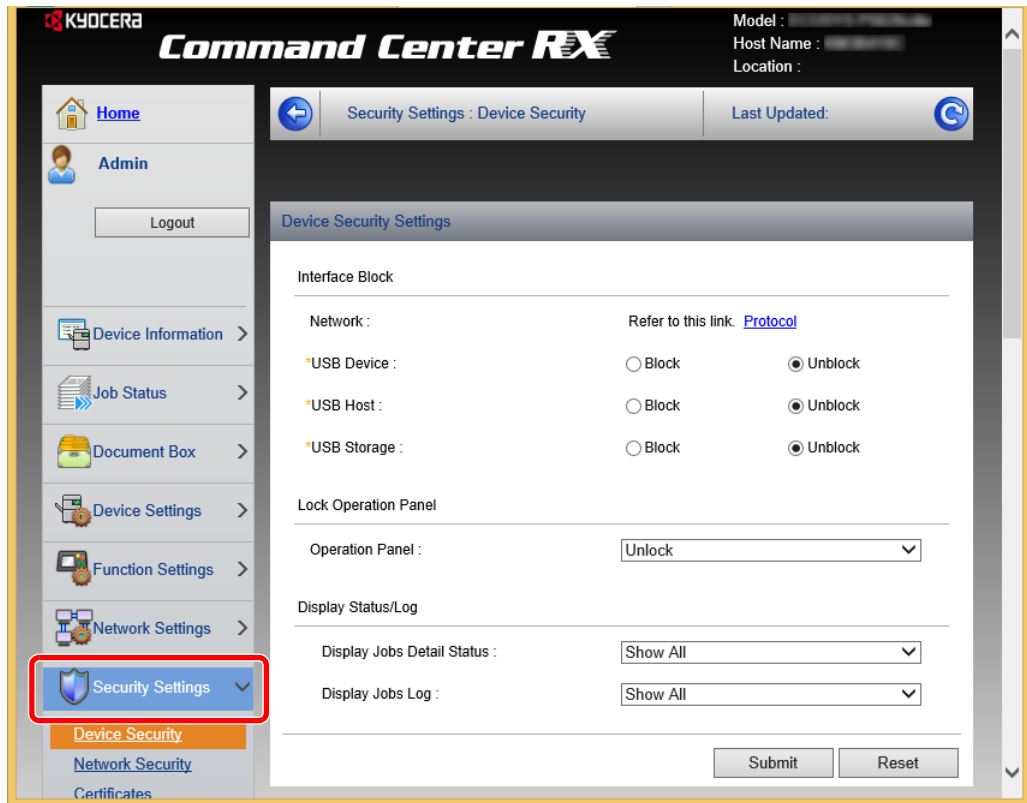 KYOCERA
Command Center RX
Model :
Host Name :
Location :
Home
Admin
Logout
Device Information
Job Status
Document Box
Device Settings
Function Settings
Network Settings
Security Settings
Device Security
Network Security
Certificates
Security Settings : Device Security
Last Updated:
Device Security Settings
Interface Block
Network : Refer to this link. Protocol
*USB Device : Block Unblock
*USB Host : Block Unblock
*USB Storage : Block Unblock
Lock Operation Panel
Operation Panel : Unlock
Display Status/Log
Display Jobs Detail Status : Show All
Display Jobs Log : Show All
Submit Reset